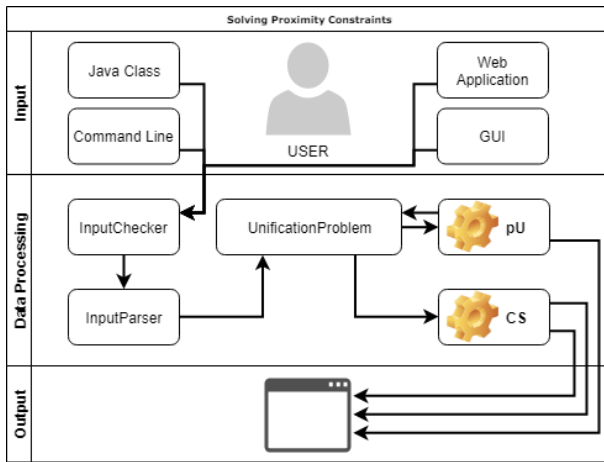 Solving Proximity Constraints
Input
Java Class
Web
Application
Command Line
USER
GUI
Data Processing
InputChecker
UnificationProblem
pU
InputParser
CS
Output